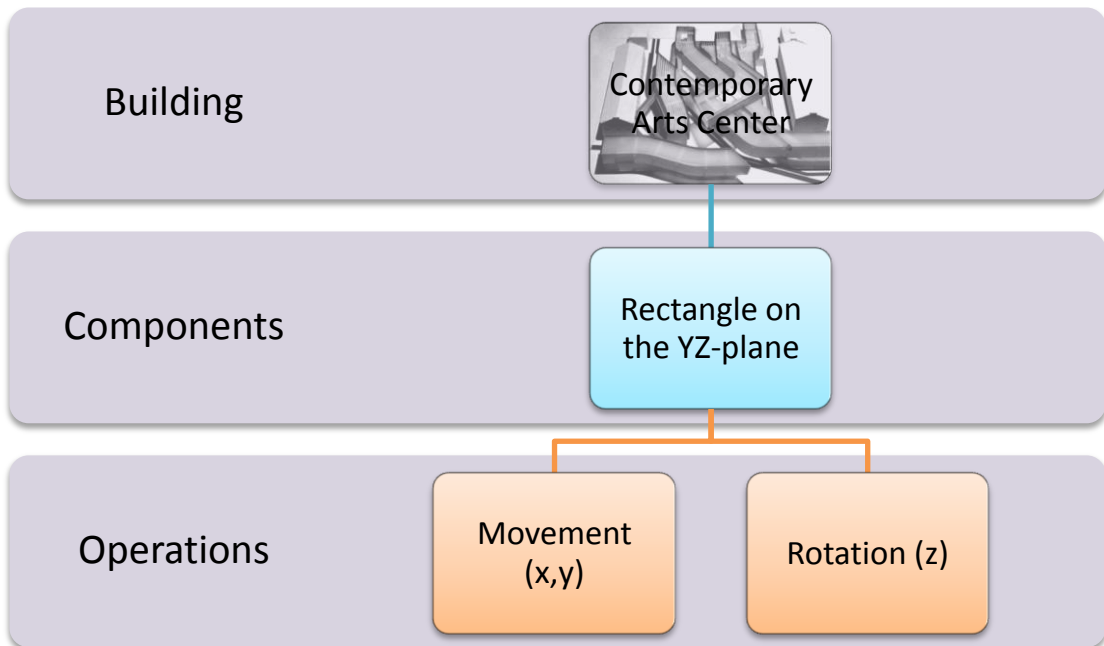 Building
Contemporary
Arts Center
Components
Rectangle on
the YZ-plane
Operations
Movement
(x,y)
Rotation (z)